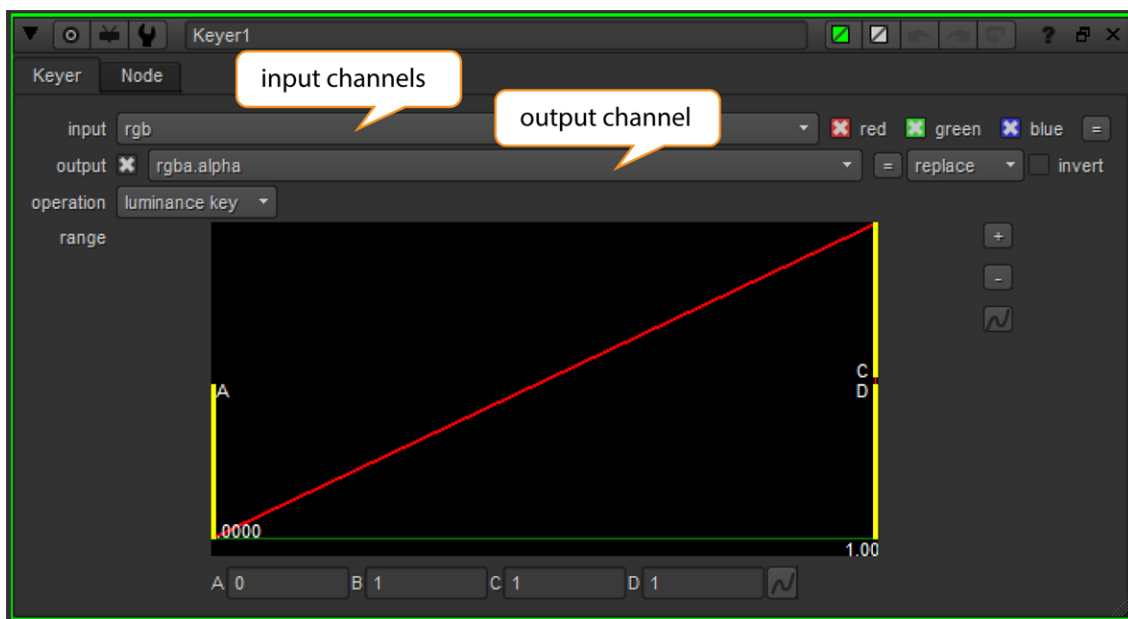 Keyer1
?
Keyer Node
input channels
output channel
input rgb red green blue =
output rgba.alpha = replace invert
operation luminance key
range
+
-
A
C
D
.0000
1.00
A 0 B 1 C 1 D 1